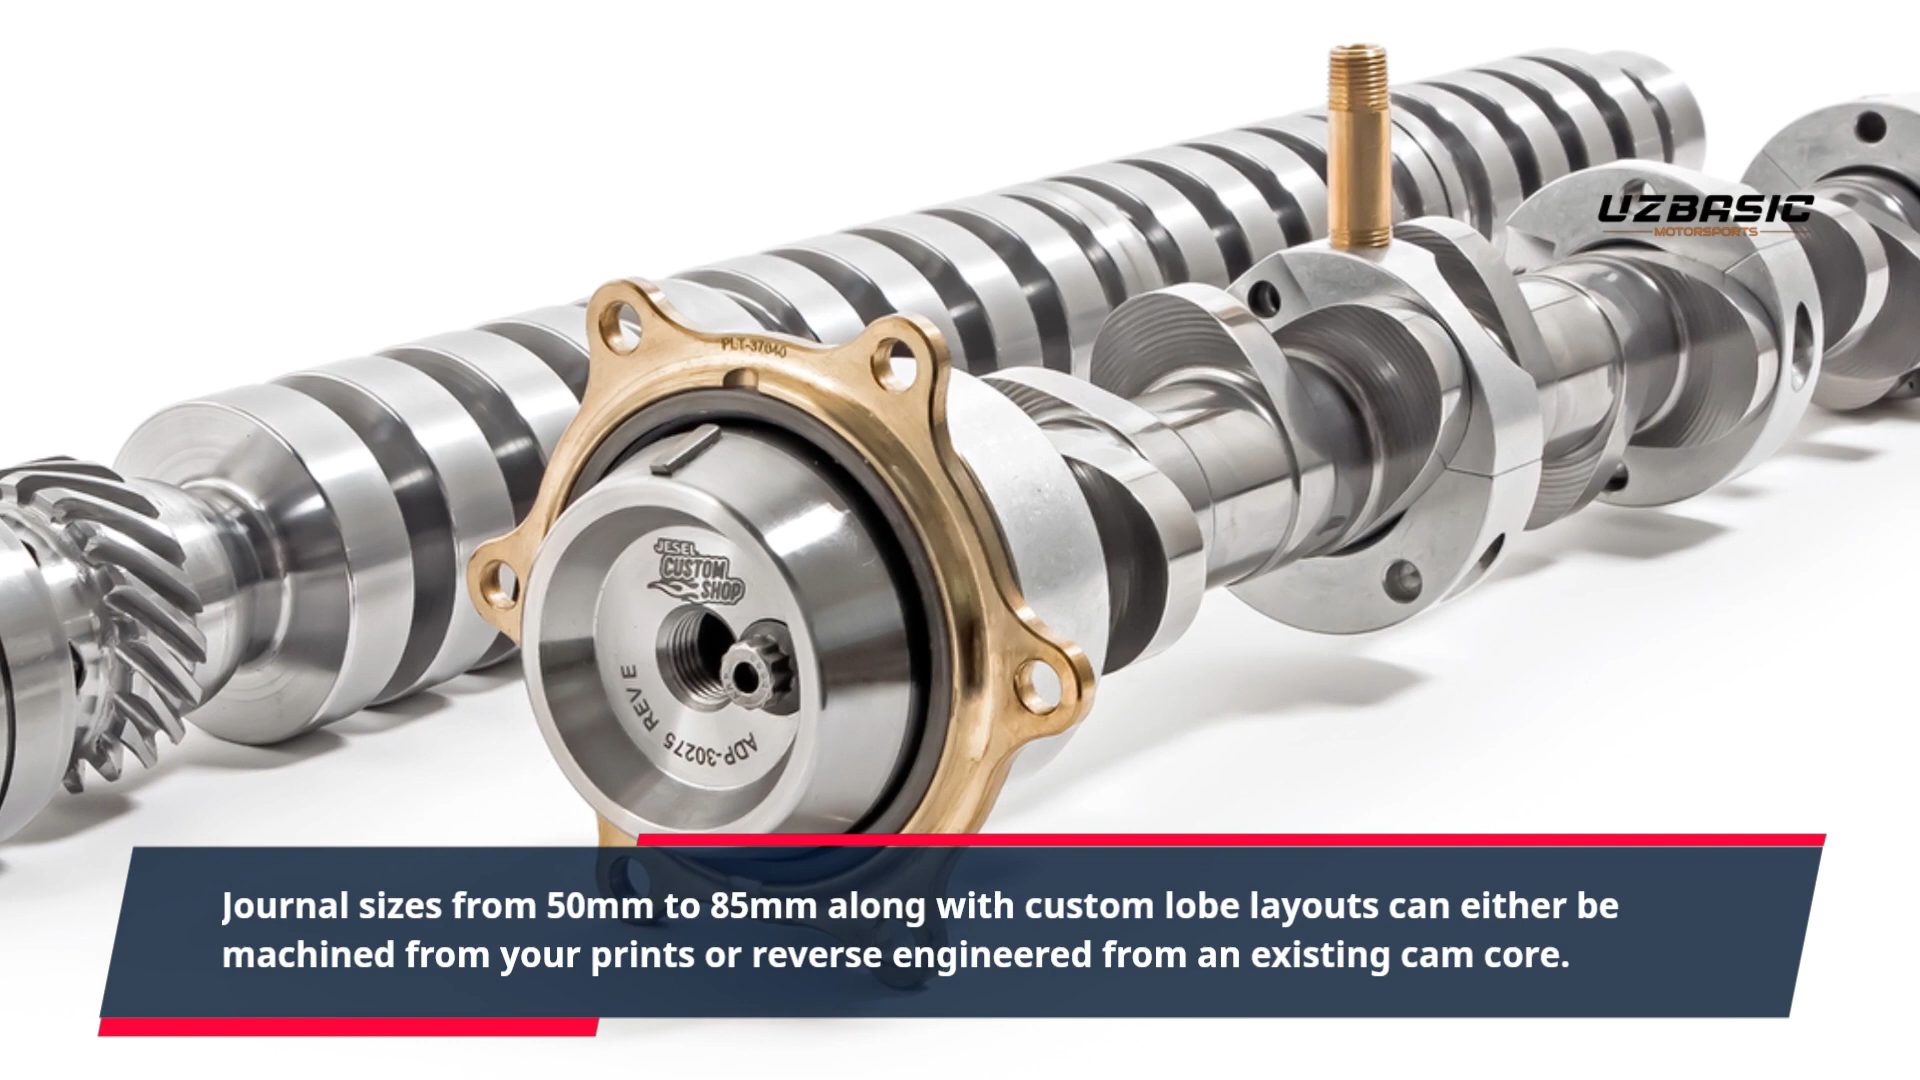 UZBASIC
MOTORSPORTS
PLT-37040
JESEL
CUSTOM
SHOP
ADP-30275 REV E
Journal sizes from 50mm to 85mm along with custom lobe layouts can either be
machined from your prints or reverse engineered from an existing cam core.